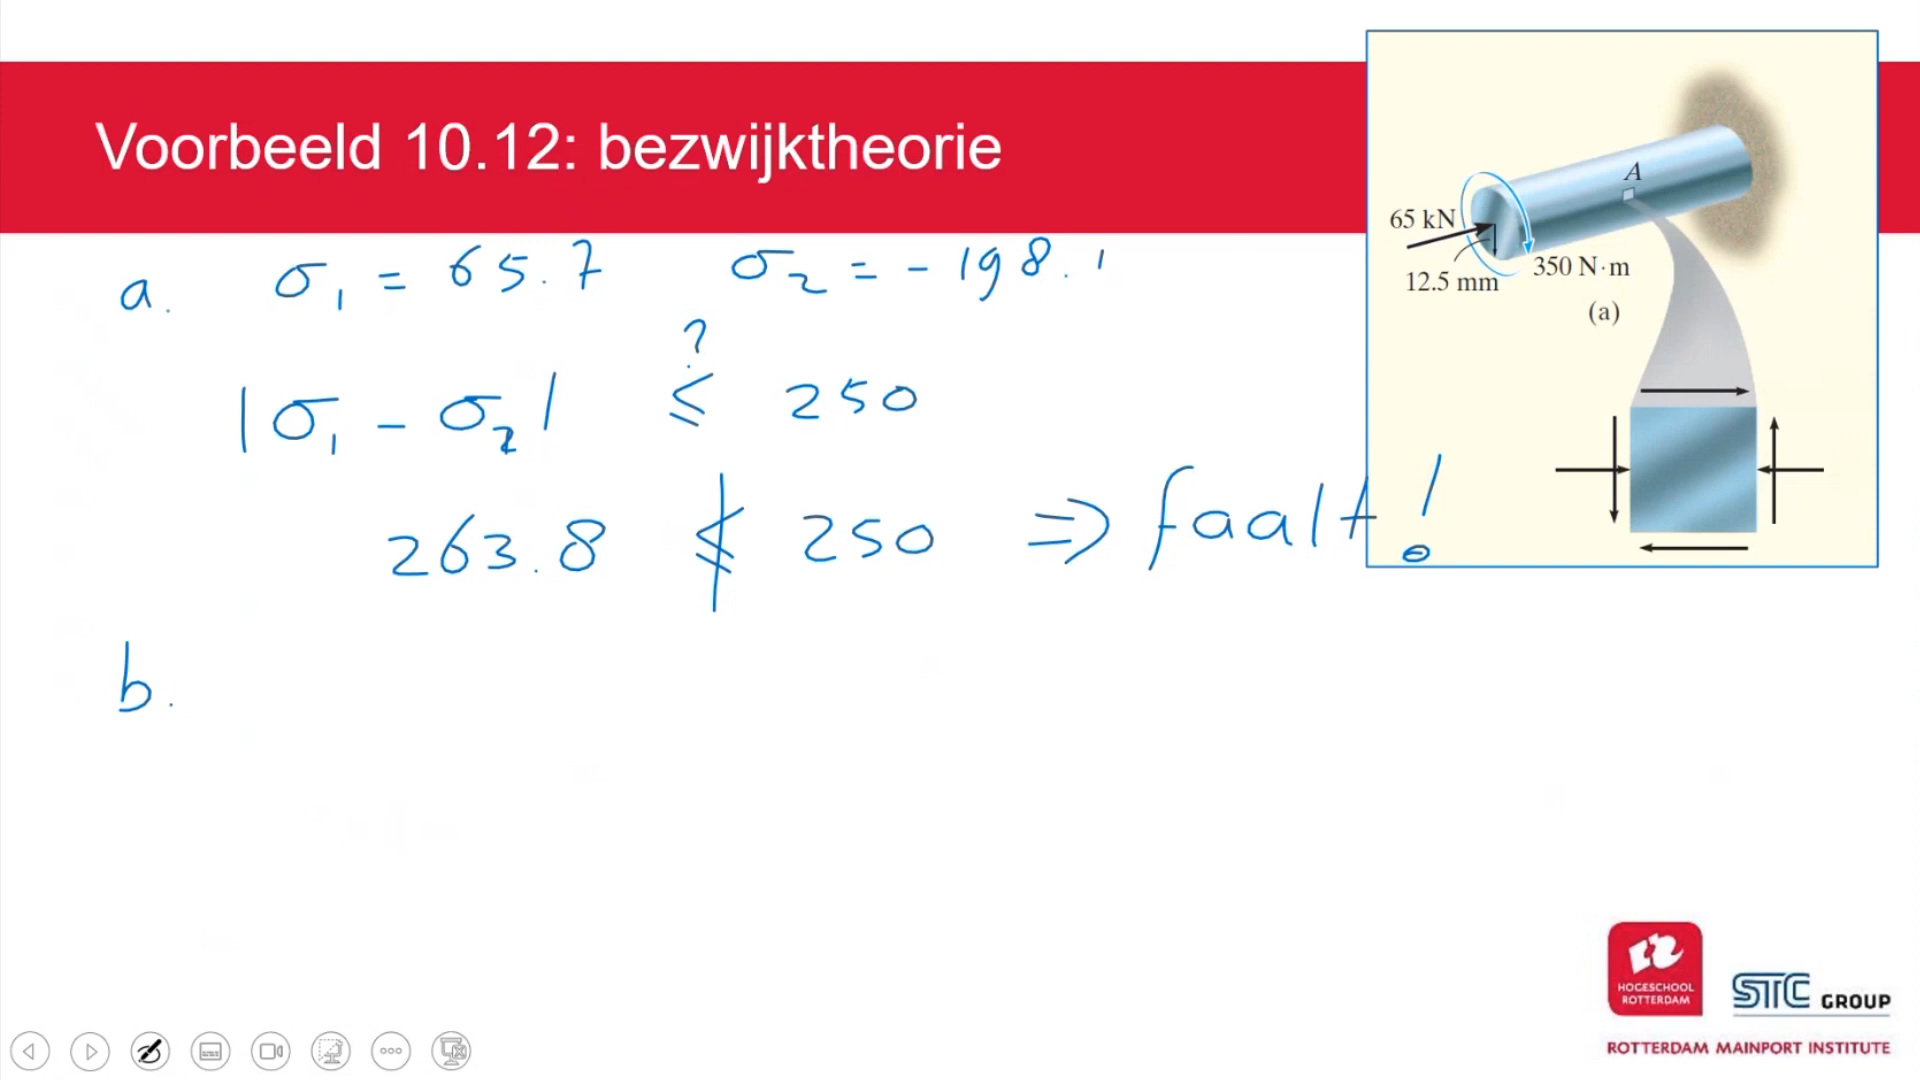 Voorbeeld 10.12: bezwijktheorie
a. σ₁ = 65.7 σ₂ = -198.1
?
|σ₁ - σ₂| ≤ 250
263.8 ≰ 250 ⇒ faalt!
b.
A
65 kN
350 N·m
12.5 mm
(a)
HOGESCHOOL
ROTTERDAM
STC GROUP
ROTTERDAM MAINPORT INSTITUTE